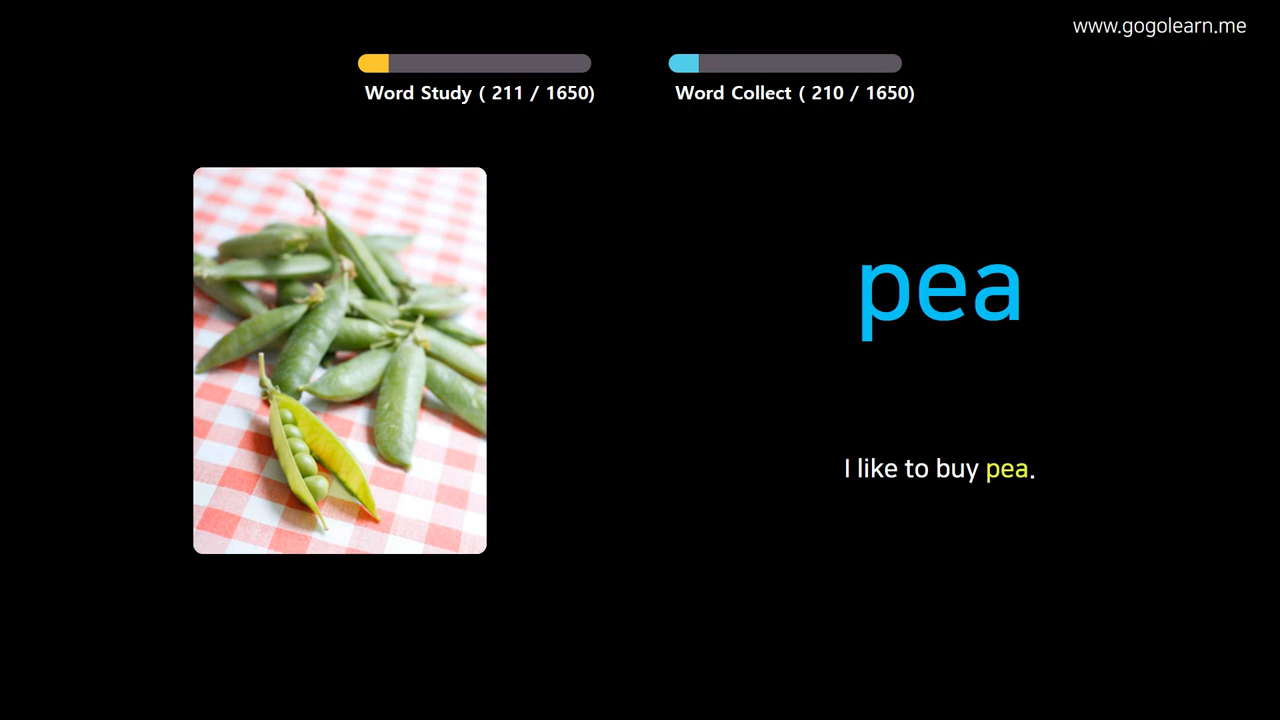 www.gogolearn.me
Word Study ( 211 / 1650)
Word Collect ( 210 / 1650)
pea
I like to buy pea.